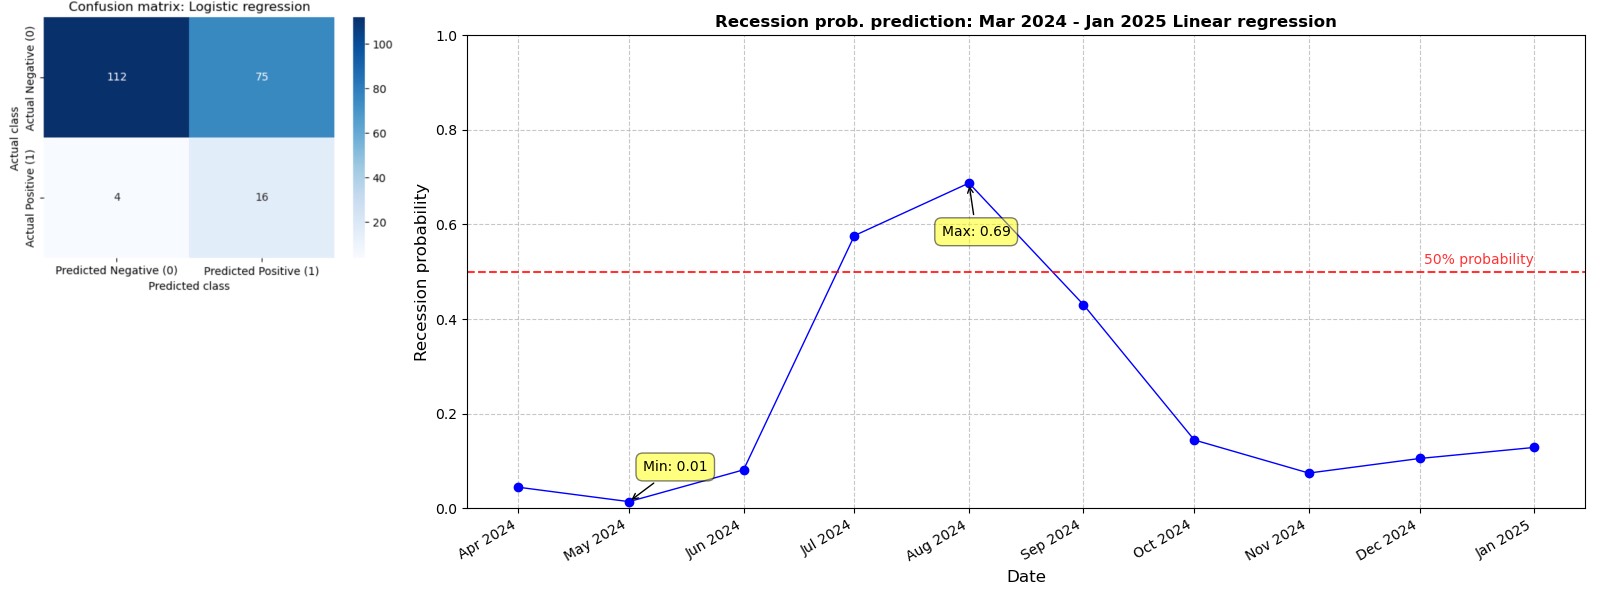 Confusion matrix: Logistic regression
Actual class
Actual Negative (0)
Actual Positive (1)
112
75
4
16
100
80
60
40
20
Predicted Negative (0)
Predicted Positive (1)
Predicted class
Recession prob. prediction: Mar 2024 - Jan 2025 Linear regression
Recession probability
1.0
0.8
0.6
0.4
0.2
0.0
Max: 0.69
50% probability
Min: 0.01
Apr 2024
May 2024
Jun 2024
Jul 2024
Aug 2024
Sep 2024
Oct 2024
Nov 2024
Dec 2024
Jan 2025
Date